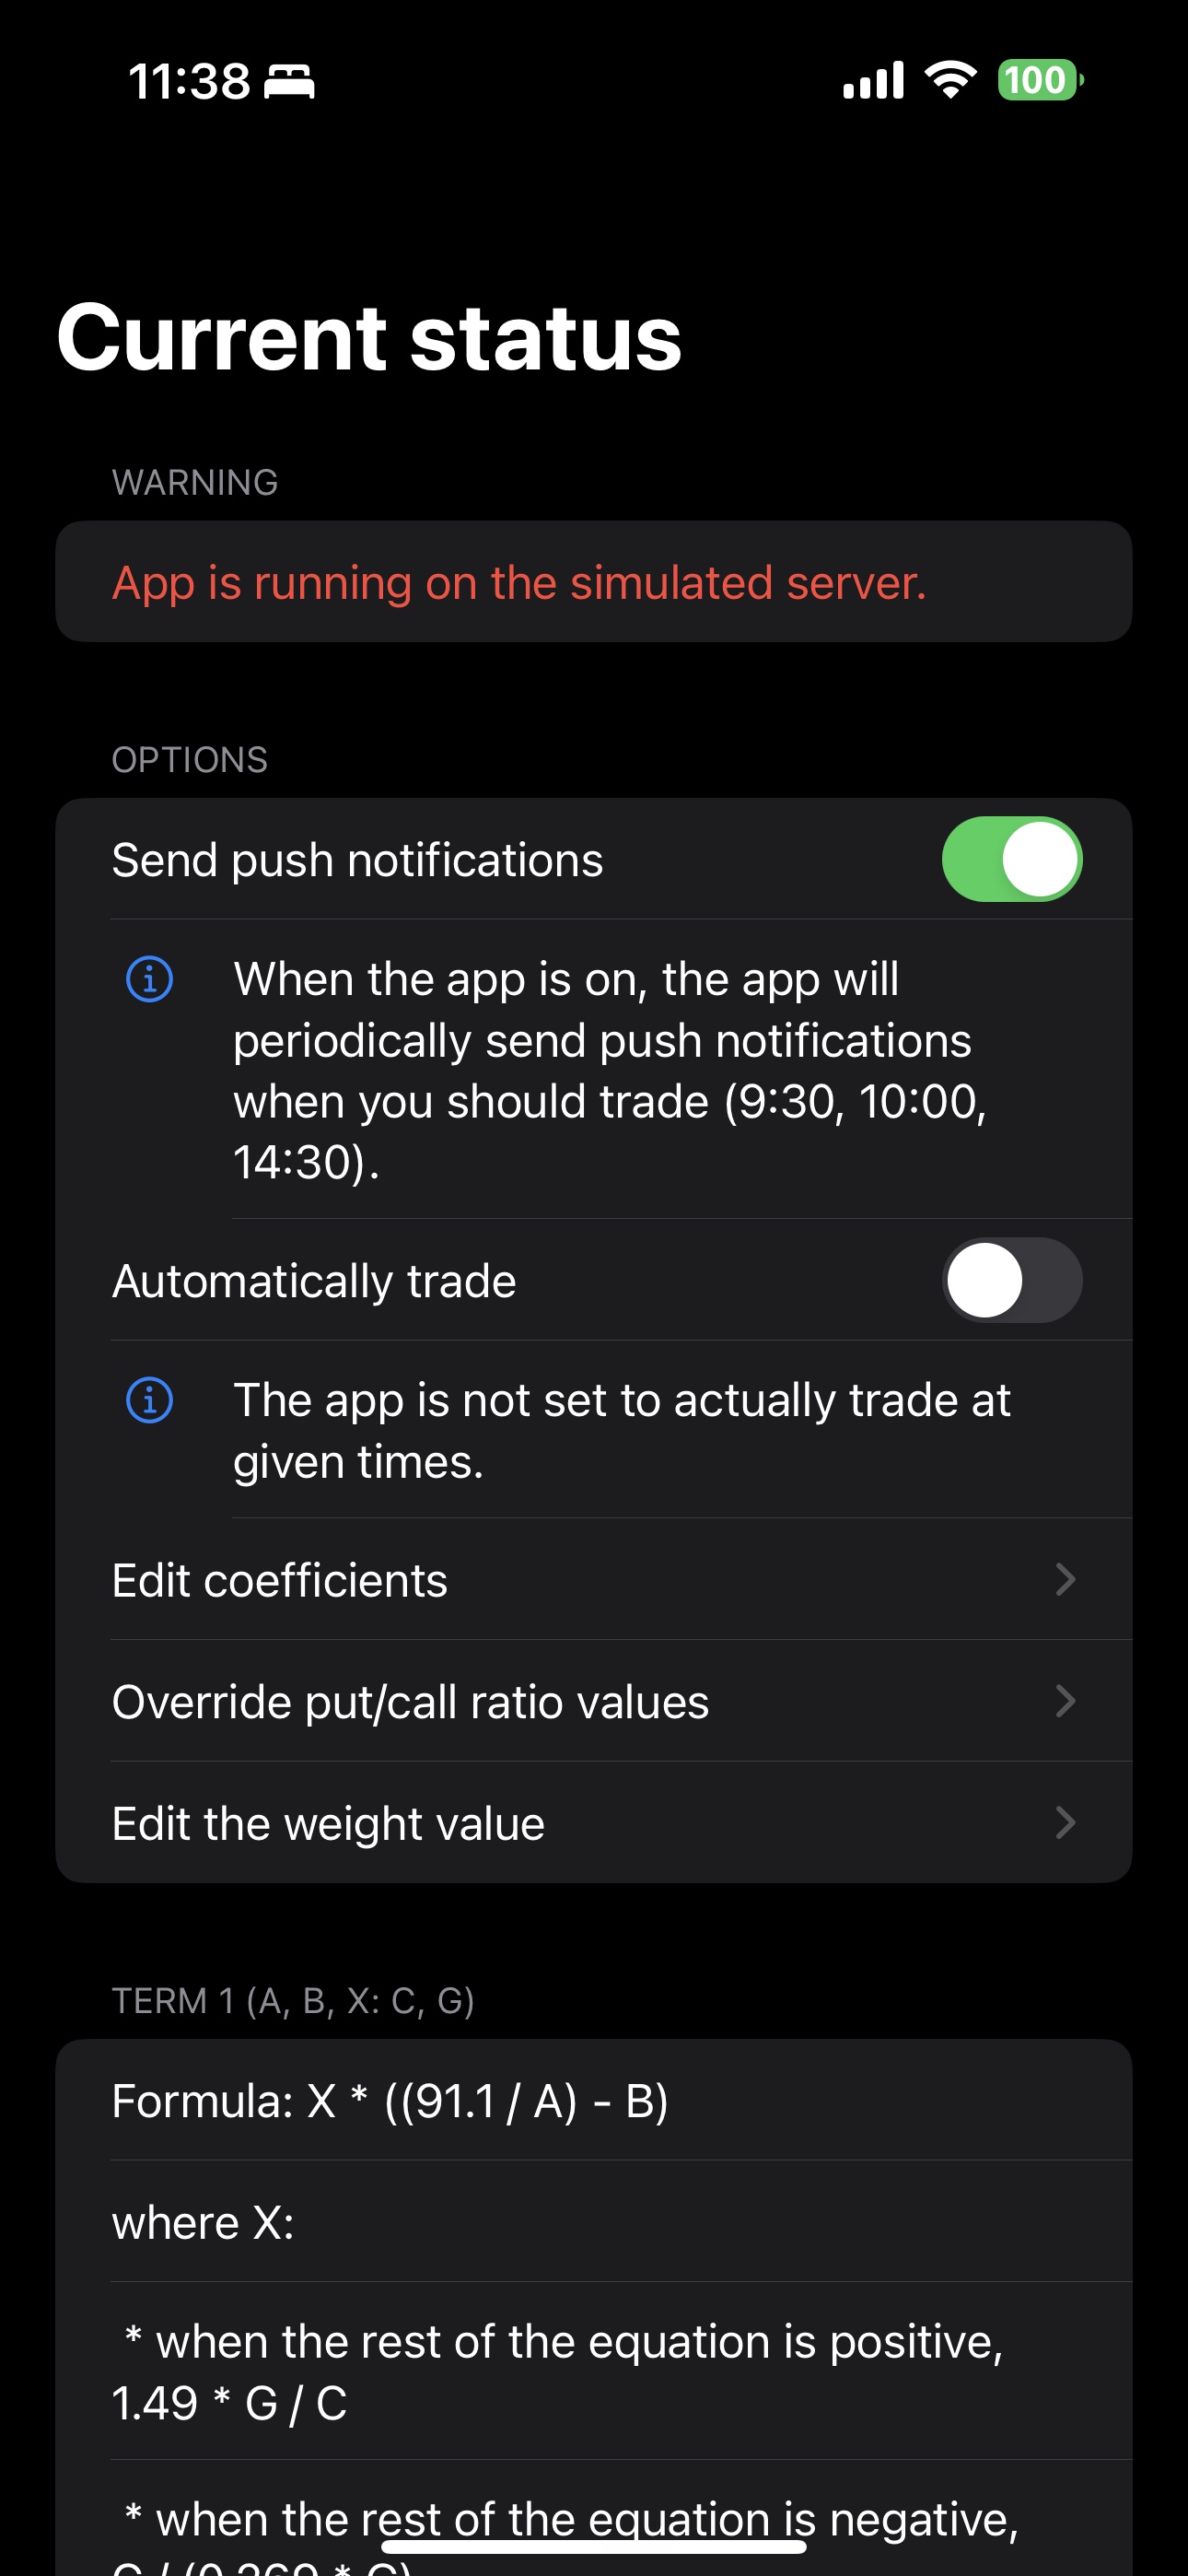 11:38
100
Current status
WARNING
App is running on the simulated server.
OPTIONS
Send push notifications
When the app is on, the app will
periodically send push notifications
when you should trade (9:30, 10:00,
14:30).
Automatically trade
The app is not set to actually trade at
given times.
Edit coefficients
Override put/call ratio values
Edit the weight value
TERM 1 (A, B, X: C, G)
Formula: X * ((91.1 / A) - B)
where X:
* when the rest of the equation is positive,
1.49 * G / C
* when the rest of the equation is negative,